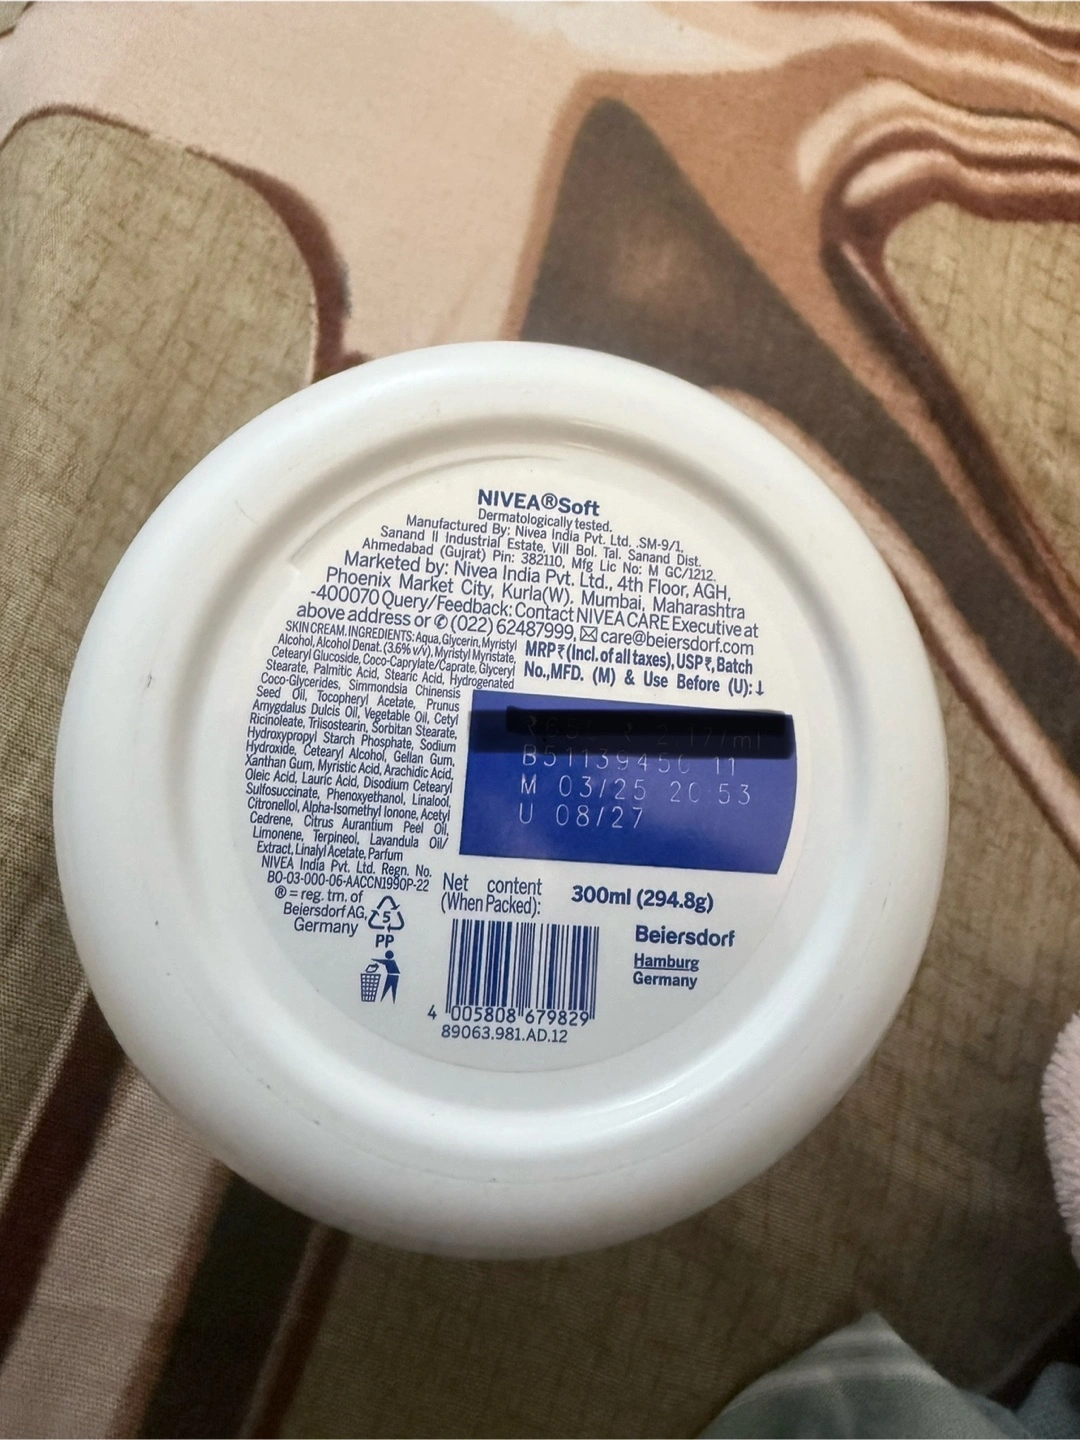 NIVEA®Soft
Dermatologically tested.
Manufactured By: Nivea India Pvt. Ltd. .SM-9/1,
Sanand II Industrial Estate, Vill Bol. Tal. Sanand Dist.
Ahmedabad (Gujrat) Pin: 382110, Mfg Lic No: M GC/1212.
Marketed by: Nivea India Pvt. Ltd., 4th Floor, AGH,
Phoenix Market City, Kurla(W), Mumbai, Maharashtra
-400070 Query/Feedback: Contact NIVEA CARE Executive at
above address or ✆ (022) 62487999, ✉ care@beiersdorf.com
SKIN CREAM. INGREDIENTS: Aqua, Glycerin, Myristyl
Alcohol, Alcohol Denat. (3.6% v/v), Myristyl Myristate,
Cetearyl Glucoside, Coco-Caprylate/Caprate, Glyceryl
Stearate, Palmitic Acid, Stearic Acid, Hydrogenated
Coco-Glycerides, Simmondsia Chinensis
Seed Oil, Tocopheryl Acetate, Prunus
Amygdalus Dulcis Oil, Vegetable Oil, Cetyl
Ricinoleate, Triisostearin, Sorbitan Stearate,
Hydroxypropyl Starch Phosphate, Sodium
Hydroxide, Cetearyl Alcohol, Gellan Gum,
Xanthan Gum, Myristic Acid, Arachidic Acid,
Oleic Acid, Lauric Acid, Disodium Cetearyl
Sulfosuccinate, Phenoxyethanol, Linalool,
Citronellol, Alpha-Isomethyl Ionone, Acetyl
Cedrene, Citrus Aurantium Peel Oil,
Limonene, Terpineol, Lavandula Oil/
Extract, Linalyl Acetate, Parfum
NIVEA India Pvt. Ltd. Regn. No.
BO-03-000-06-AACCN1990P-22
® = reg. tm. of
Beiersdorf AG,
Germany
5
PP
MRP ₹ (Incl. of all taxes), USP ₹, Batch
No., MFD. (M) & Use Before (U): ↓
M 03/25 20:53
U 08/27
Net content
(When Packed):
300ml (294.8g)
Beiersdorf
Hamburg
Germany
4 005808 679829
89063.981.AD.12